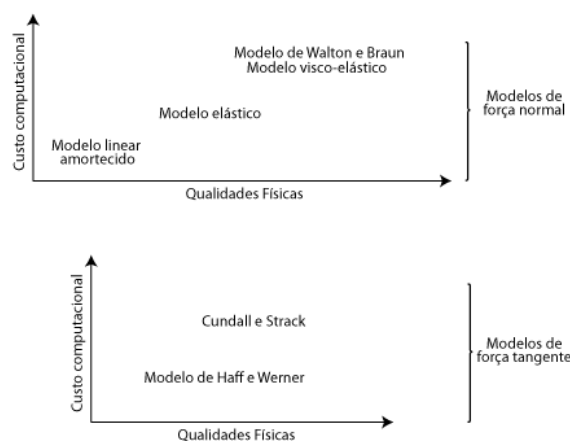 Custo computacional
Modelo de Walton e Braun
Modelo visco-elástico
Modelo elástico
Modelo linear
amortecido
Qualidades Físicas
Modelos de
força normal
Custo computacional
Cundall e Strack
Modelo de Haff e Werner
Qualidades Físicas
Modelos de
força tangente